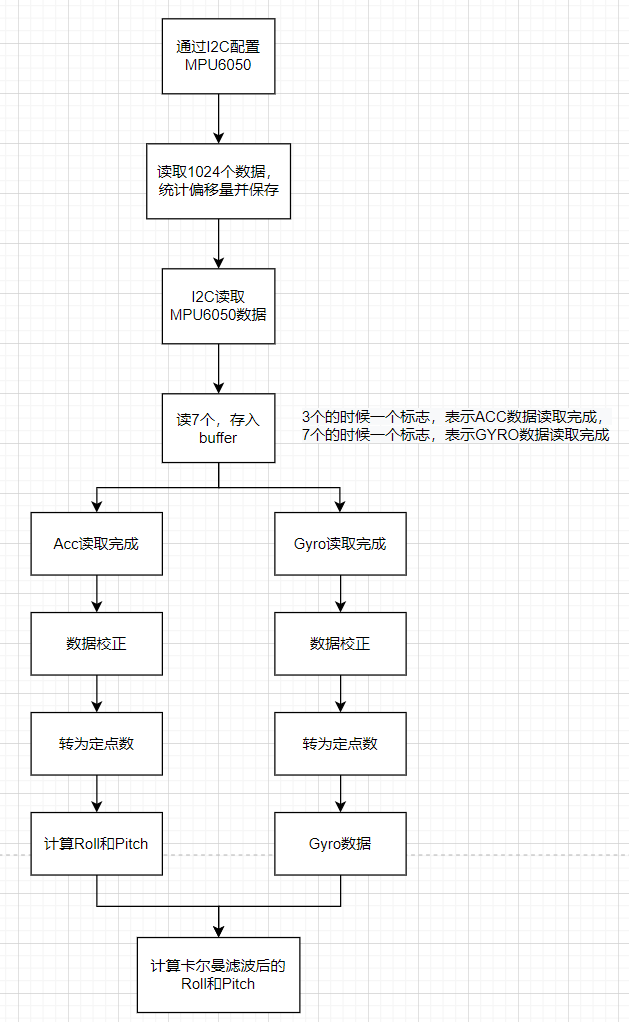 通过I2C配置
MPU6050
读取1024个数据，
统计偏移量并保存
I2C读取
MPU6050数据
读7个，存入
buffer
3个的时候一个标志，表示ACC数据读取完成，
7个的时候一个标志，表示GYRO数据读取完成
Acc读取完成
Gyro读取完成
数据校正
数据校正
转为定点数
转为定点数
计算Roll和Pitch
Gyro数据
计算卡尔曼滤波后的
Roll和Pitch